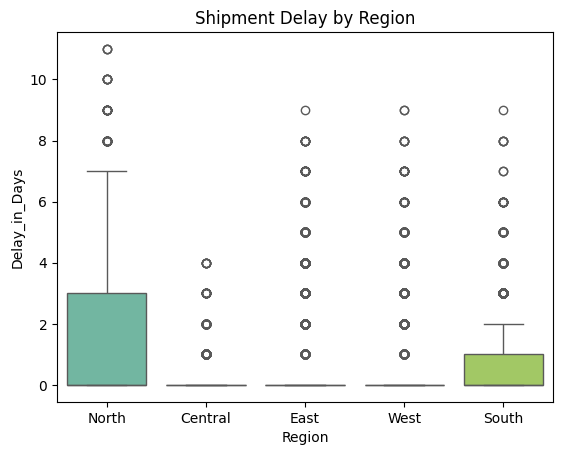 Shipment Delay by Region
Delay_in_Days
10
8
6
4
2
0
North Central East West South
Region